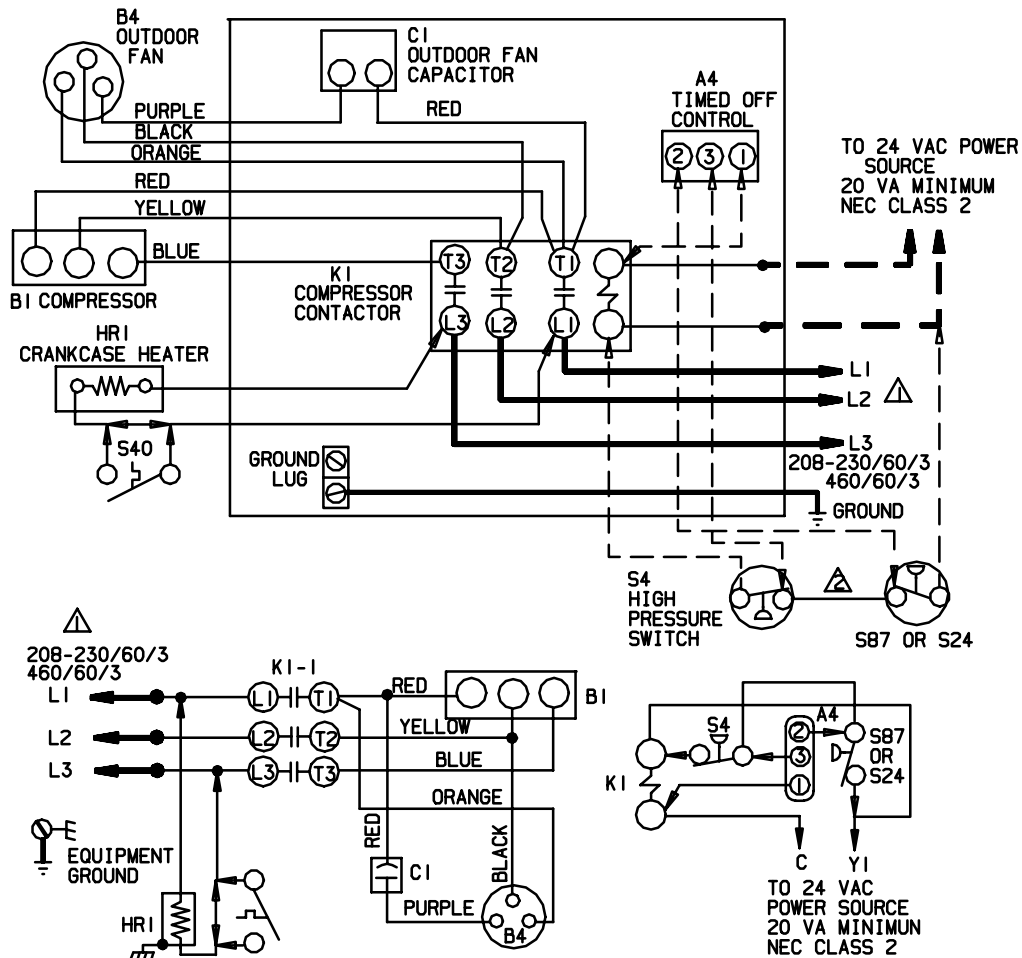 B4
OUTDOOR
FAN
C1
OUTDOOR FAN
CAPACITOR
A4
TIMED OFF
CONTROL
2 3 1
PURPLE
BLACK
ORANGE
RED
RED
YELLOW
BLUE
TO 24 VAC POWER
SOURCE
20 VA MINIMUM
NEC CLASS 2
B1 COMPRESSOR
K1
COMPRESSOR
CONTACTOR
T3 T2 T1
L3 L2 L1
HR1
CRANKCASE HEATER
S40
L1
L2
1
L3
208-230/60/3
460/60/3
GROUND
LUG
GROUND
S4
HIGH
PRESSURE
SWITCH
2
S87 OR S24
1
208-230/60/3
460/60/3
K1-1
L1
L2
L3
L1 T1
L2 T2
L3 T3
RED
YELLOW
BLUE
ORANGE
B1
RED
BLACK
C1
PURPLE
B4
EQUIPMENT
GROUND
HR1
S4
A4
2
3
1
S87
OR
S24
K1
C Y1
TO 24 VAC
POWER SOURCE
20 VA MINIMUN
NEC CLASS 2